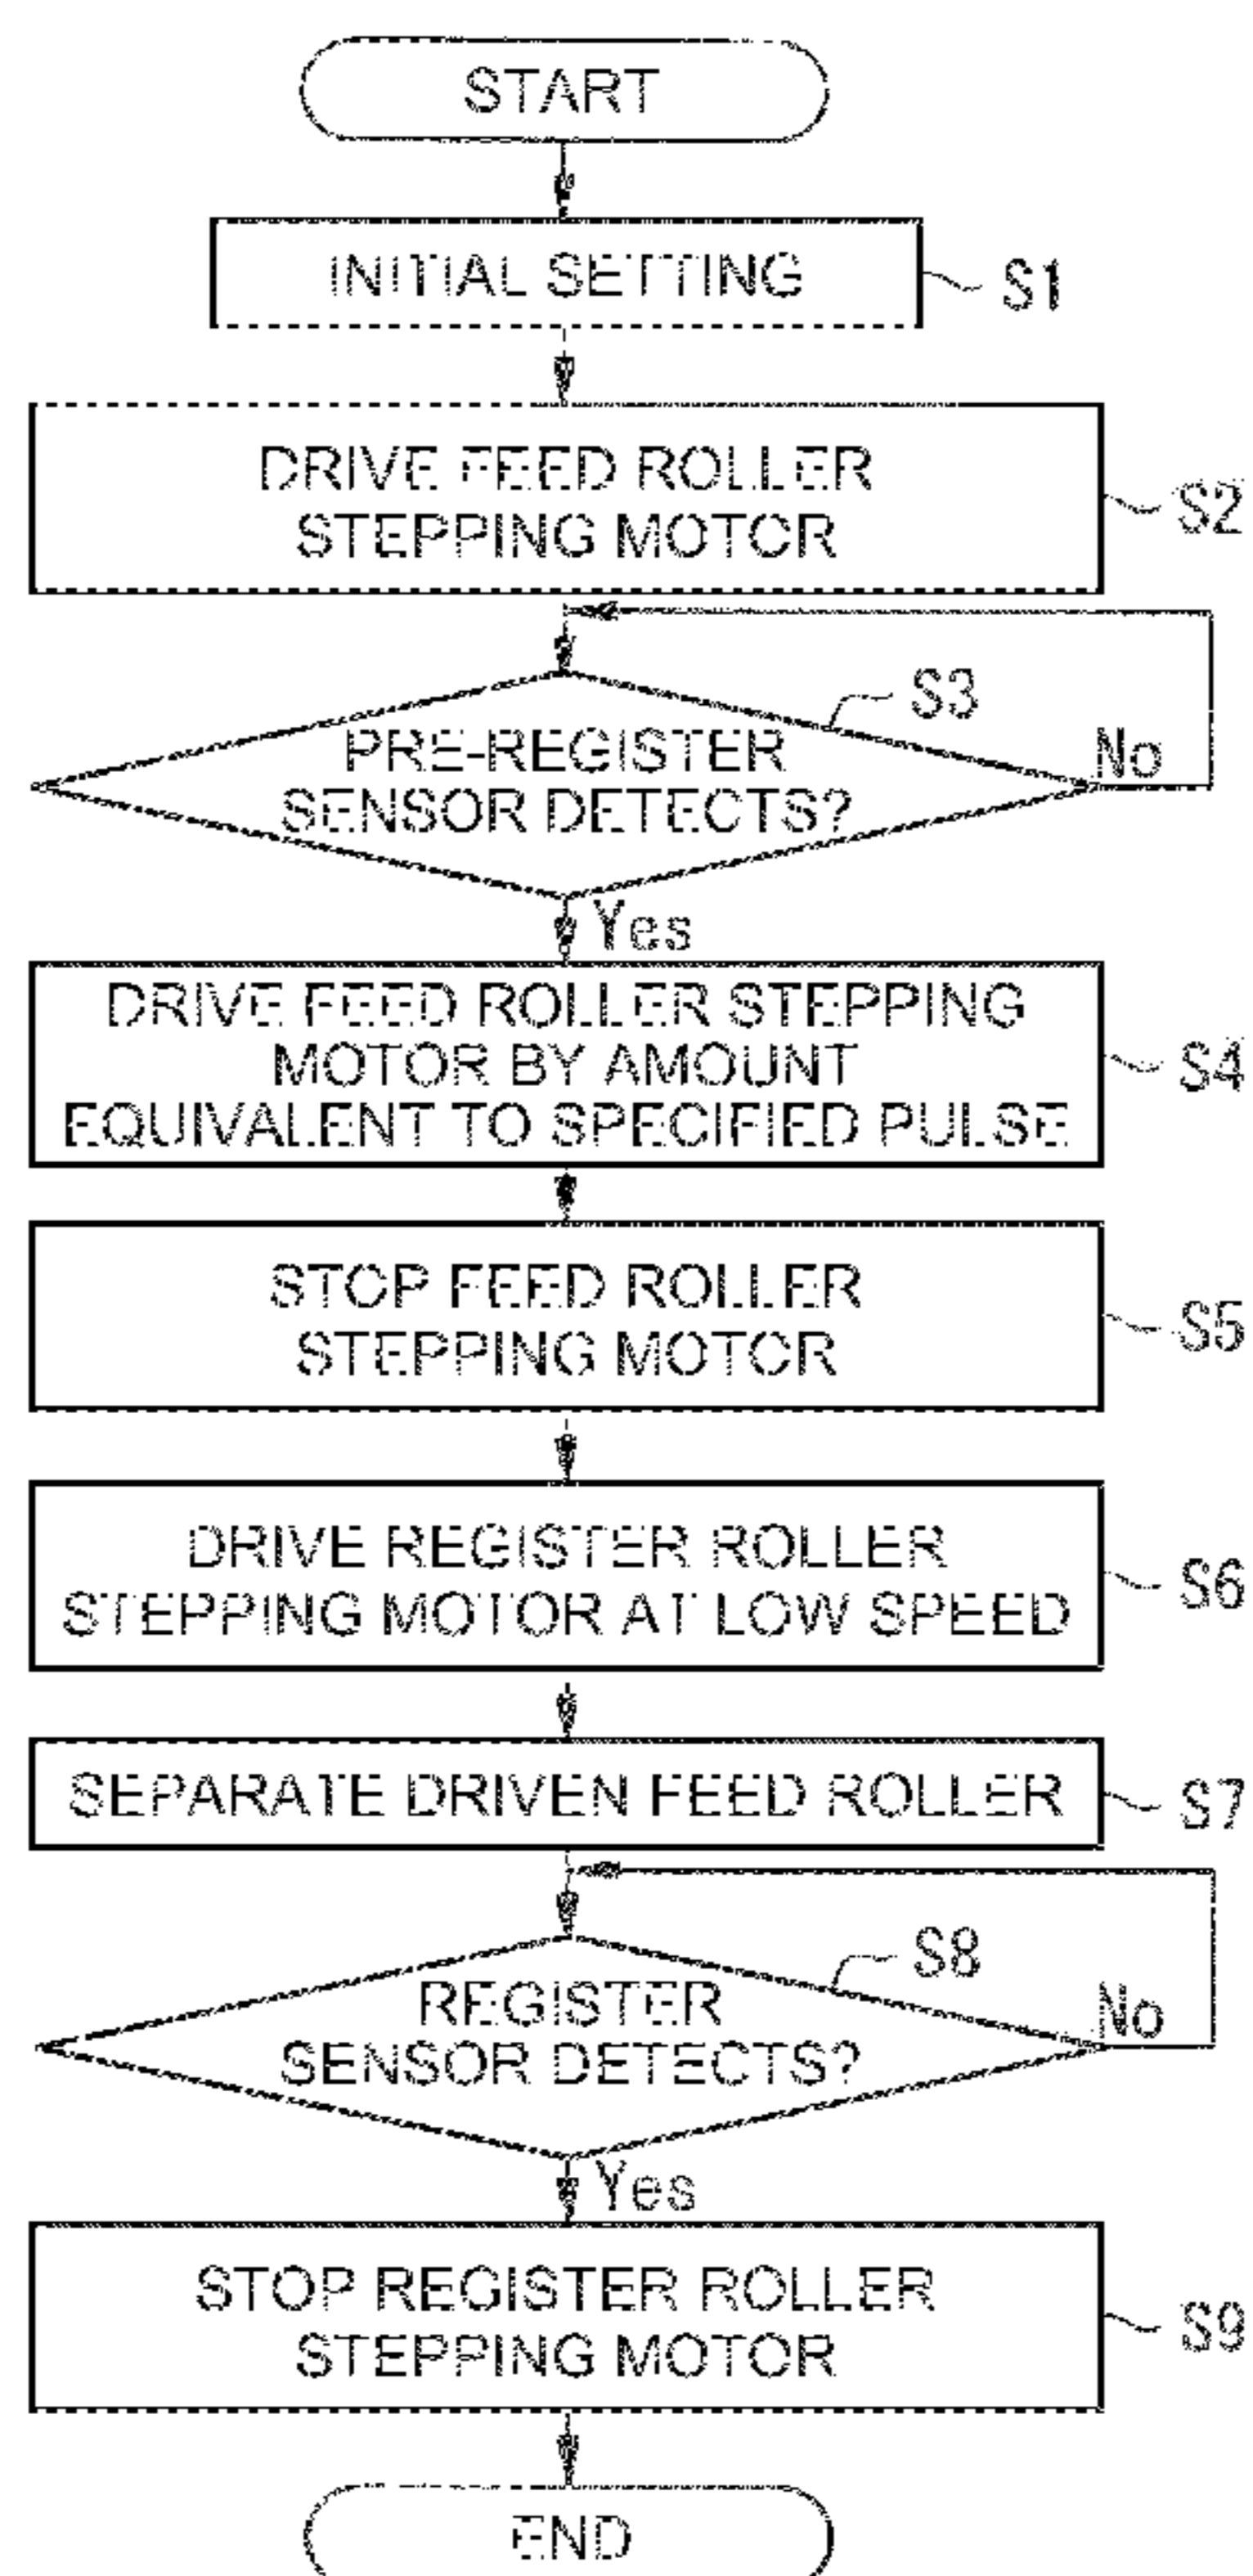 START
INITIAL SETTING
S1
DRIVE FEED ROLLER
STEPPING MOTOR
S2
S3
PRE-REGISTER
SENSOR DETECTS?
No
Yes
DRIVE FEED ROLLER STEPPING
MOTOR BY AMOUNT
EQUIVALENT TO SPECIFIED PULSE
S4
STOP FEED ROLLER
STEPPING MOTOR
S5
DRIVE REGISTER ROLLER
STEPPING MOTOR AT LOW SPEED
S6
SEPARATE DRIVEN FEED ROLLER
S7
S8
REGISTER
SENSOR DETECTS?
No
Yes
STOP REGISTER ROLLER
STEPPING MOTOR
S9
END